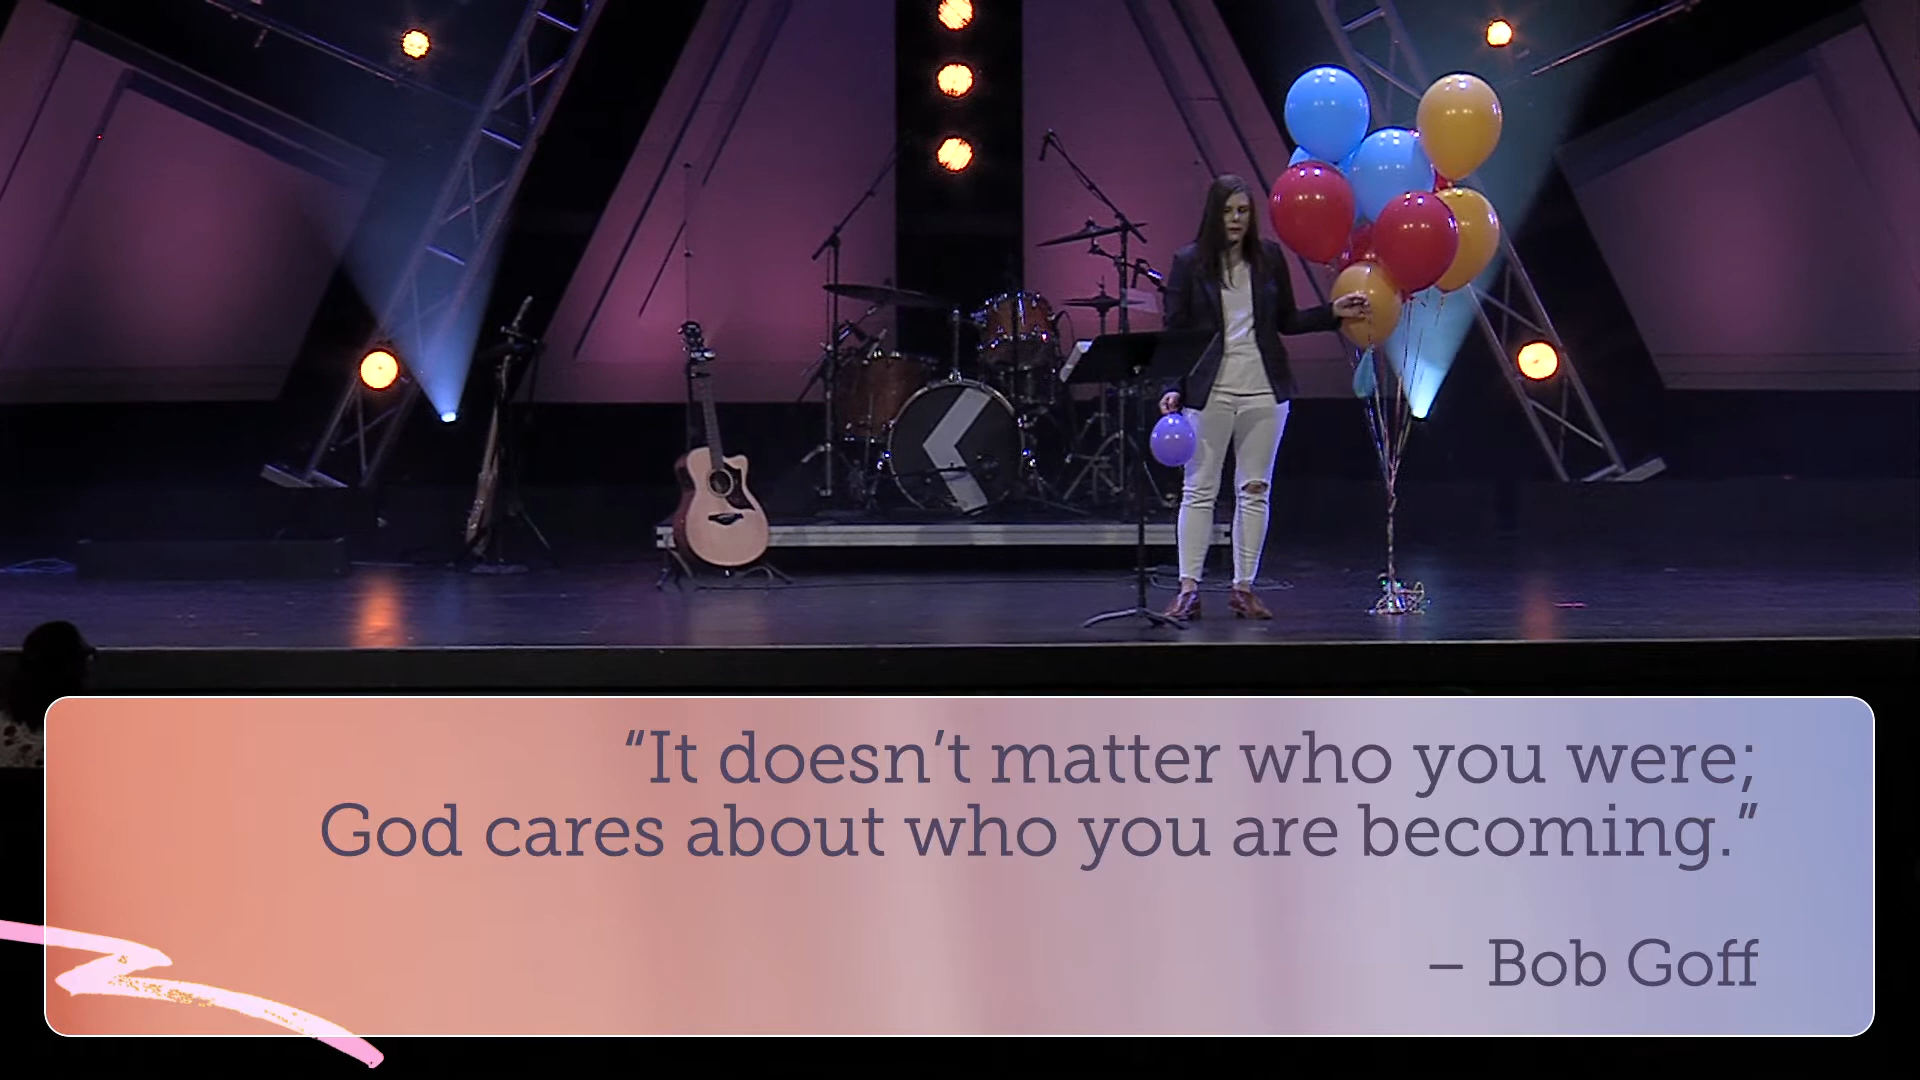 “It doesn’t matter who you were;
God cares about who you are becoming.”
– Bob Goff